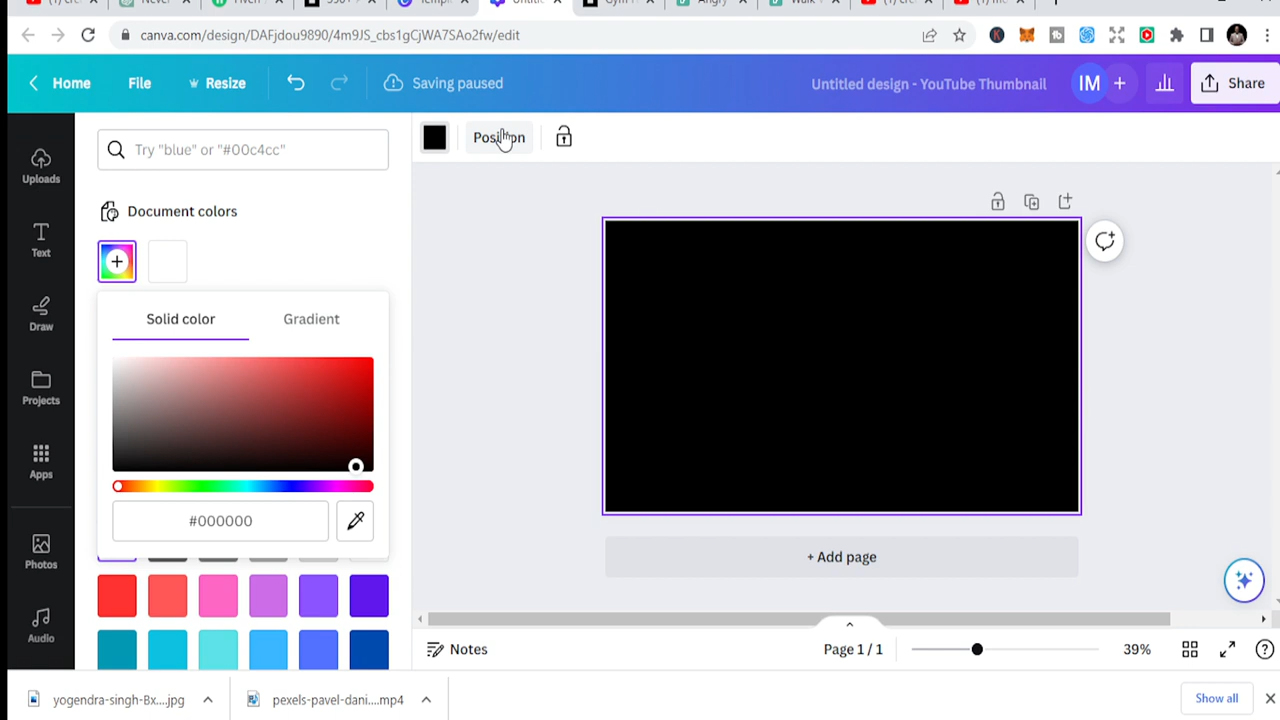 canva.com/design/DAFjdou9890/4m9JS_cbs1gCjWA7SAo2fw/edit
Home
File
Resize
Saving paused
Untitled design - YouTube Thumbnail
IM
Share
Try "blue" or "#00c4cc"
Position
Uploads
Document colors
Text
Solid color
Gradient
Draw
Projects
Apps
#000000
+ Add page
Photos
Audio
Notes
Page 1 / 1
39%
yogendra-singh-8x....jpg
pexels-pavel-dani....mp4
Show all